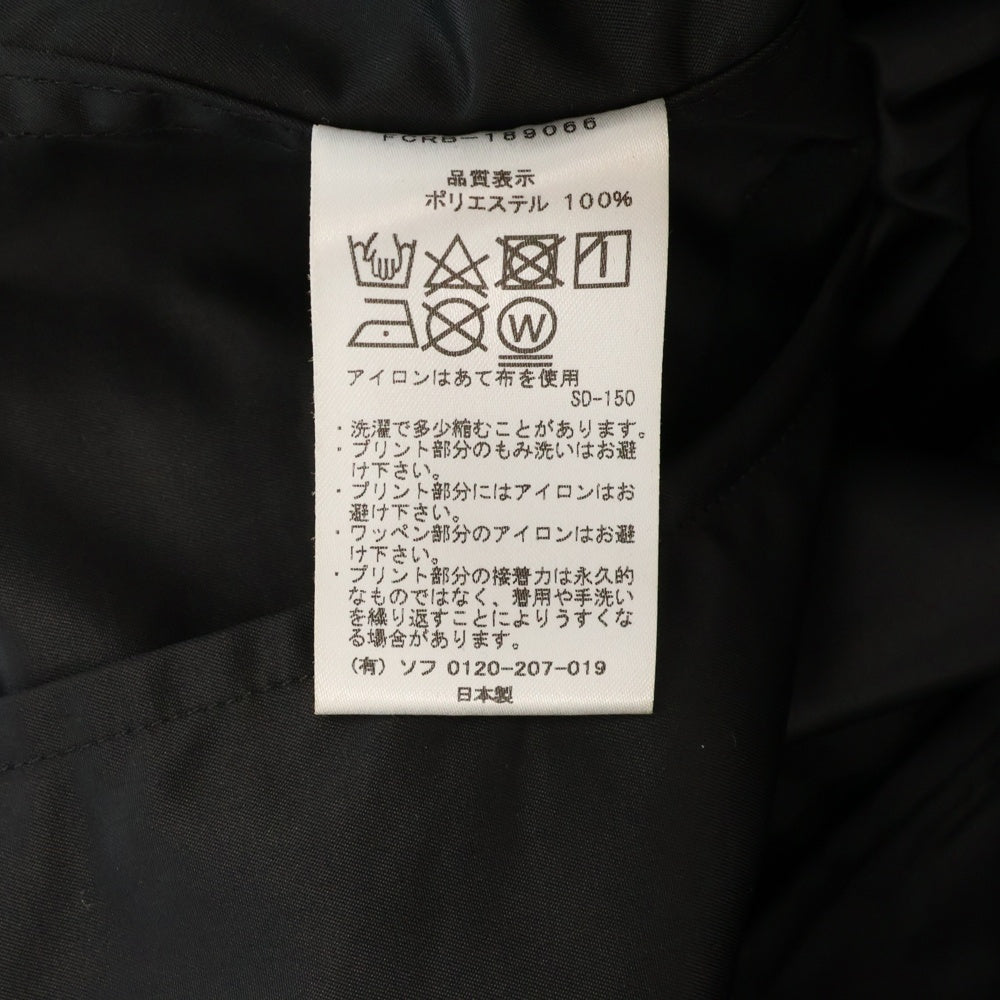 FCRB-189066
品質表示
ポリエステル 100%
W
アイロンはあて布を使用
SD-150
・洗濯で多少縮むことがあります。
・プリント部分のもみ洗いはお避
け下さい。
・プリント部分にはアイロンはお
避け下さい。
・ワッペン部分のアイロンはお避
け下さい。
・プリント部分の接着力は永久的
なものではなく、着用や手洗い
を繰り返すことによりうすくな
る場合があります。
(有) ソフ 0120-207-019
日本製